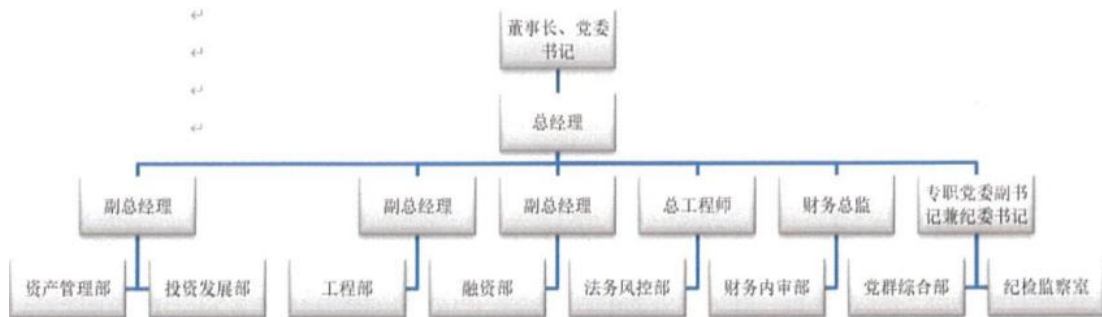 董事长、党委
书记
总经理
副总经理
副总经理
副总经理
总工程师
财务总监
专职党委副书
记兼纪委书记
资产管理部
投资发展部
工程部
融资部
法务风控部
财务内审部
党群综合部
纪检监察室